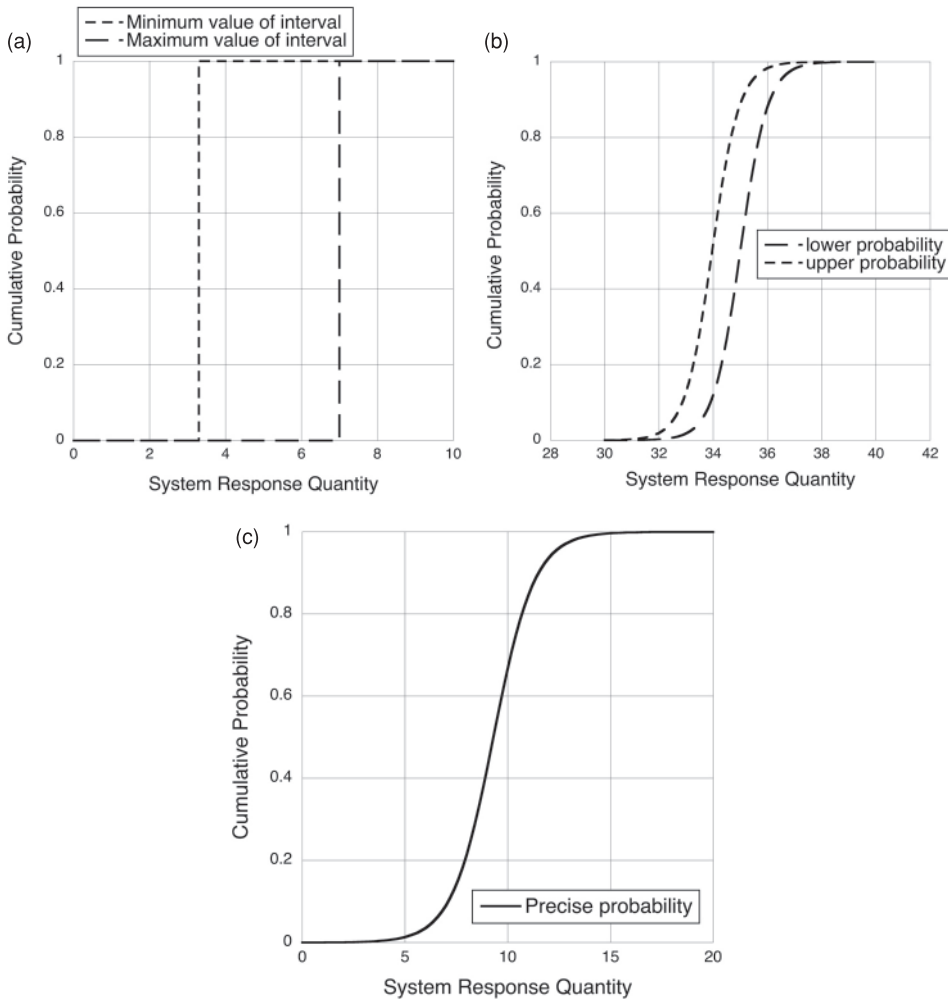 Minimum value of interval
Maximum value of interval
(a)
1
0.8
0.6
0.4
0.2
0
0 2 4 6 8 10
Cumulative Probability
System Response Quantity
(b)
1
0.8
0.6
0.4
0.2
0
28 30 32 34 36 38 40 42
Cumulative Probability
System Response Quantity
lower probability
upper probability
(c)
1
0.8
0.6
0.4
0.2
0
0 5 10 15 20
Cumulative Probability
System Response Quantity
Precise probability